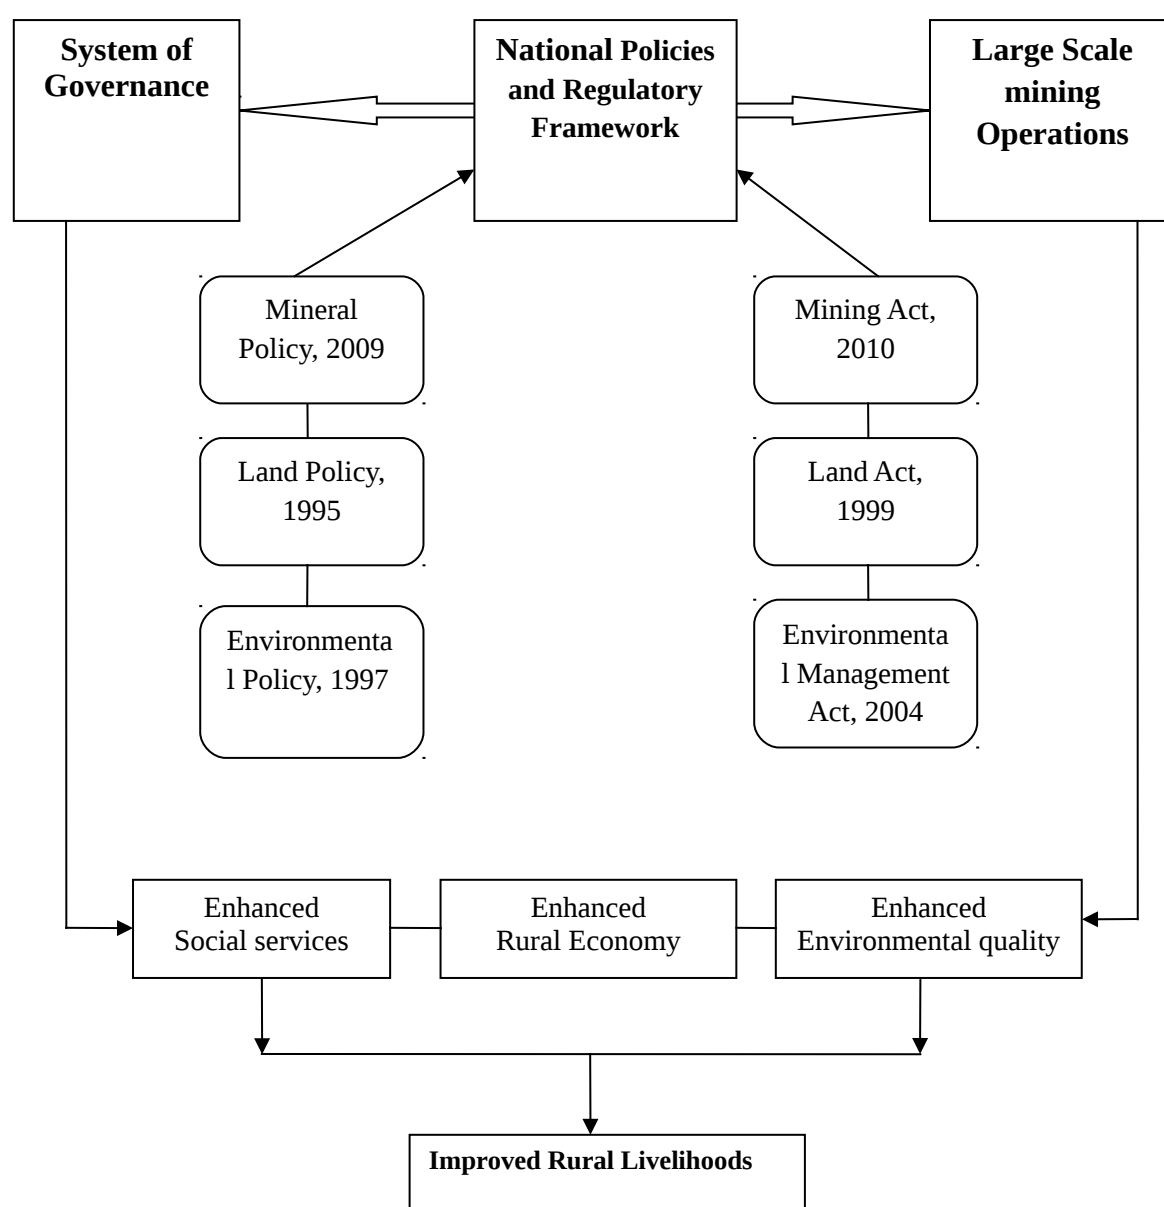 System of
Governance
National Policies
and Regulatory
Framework
Large Scale
mining
Operations
Mineral
Policy, 2009
Mining Act,
2010
Land Policy,
1995
Land Act,
1999
Environmenta
l Policy, 1997
Environmenta
l Management
Act, 2004
Enhanced
Social services
Enhanced
Rural Economy
Enhanced
Environmental quality
Improved Rural Livelihoods